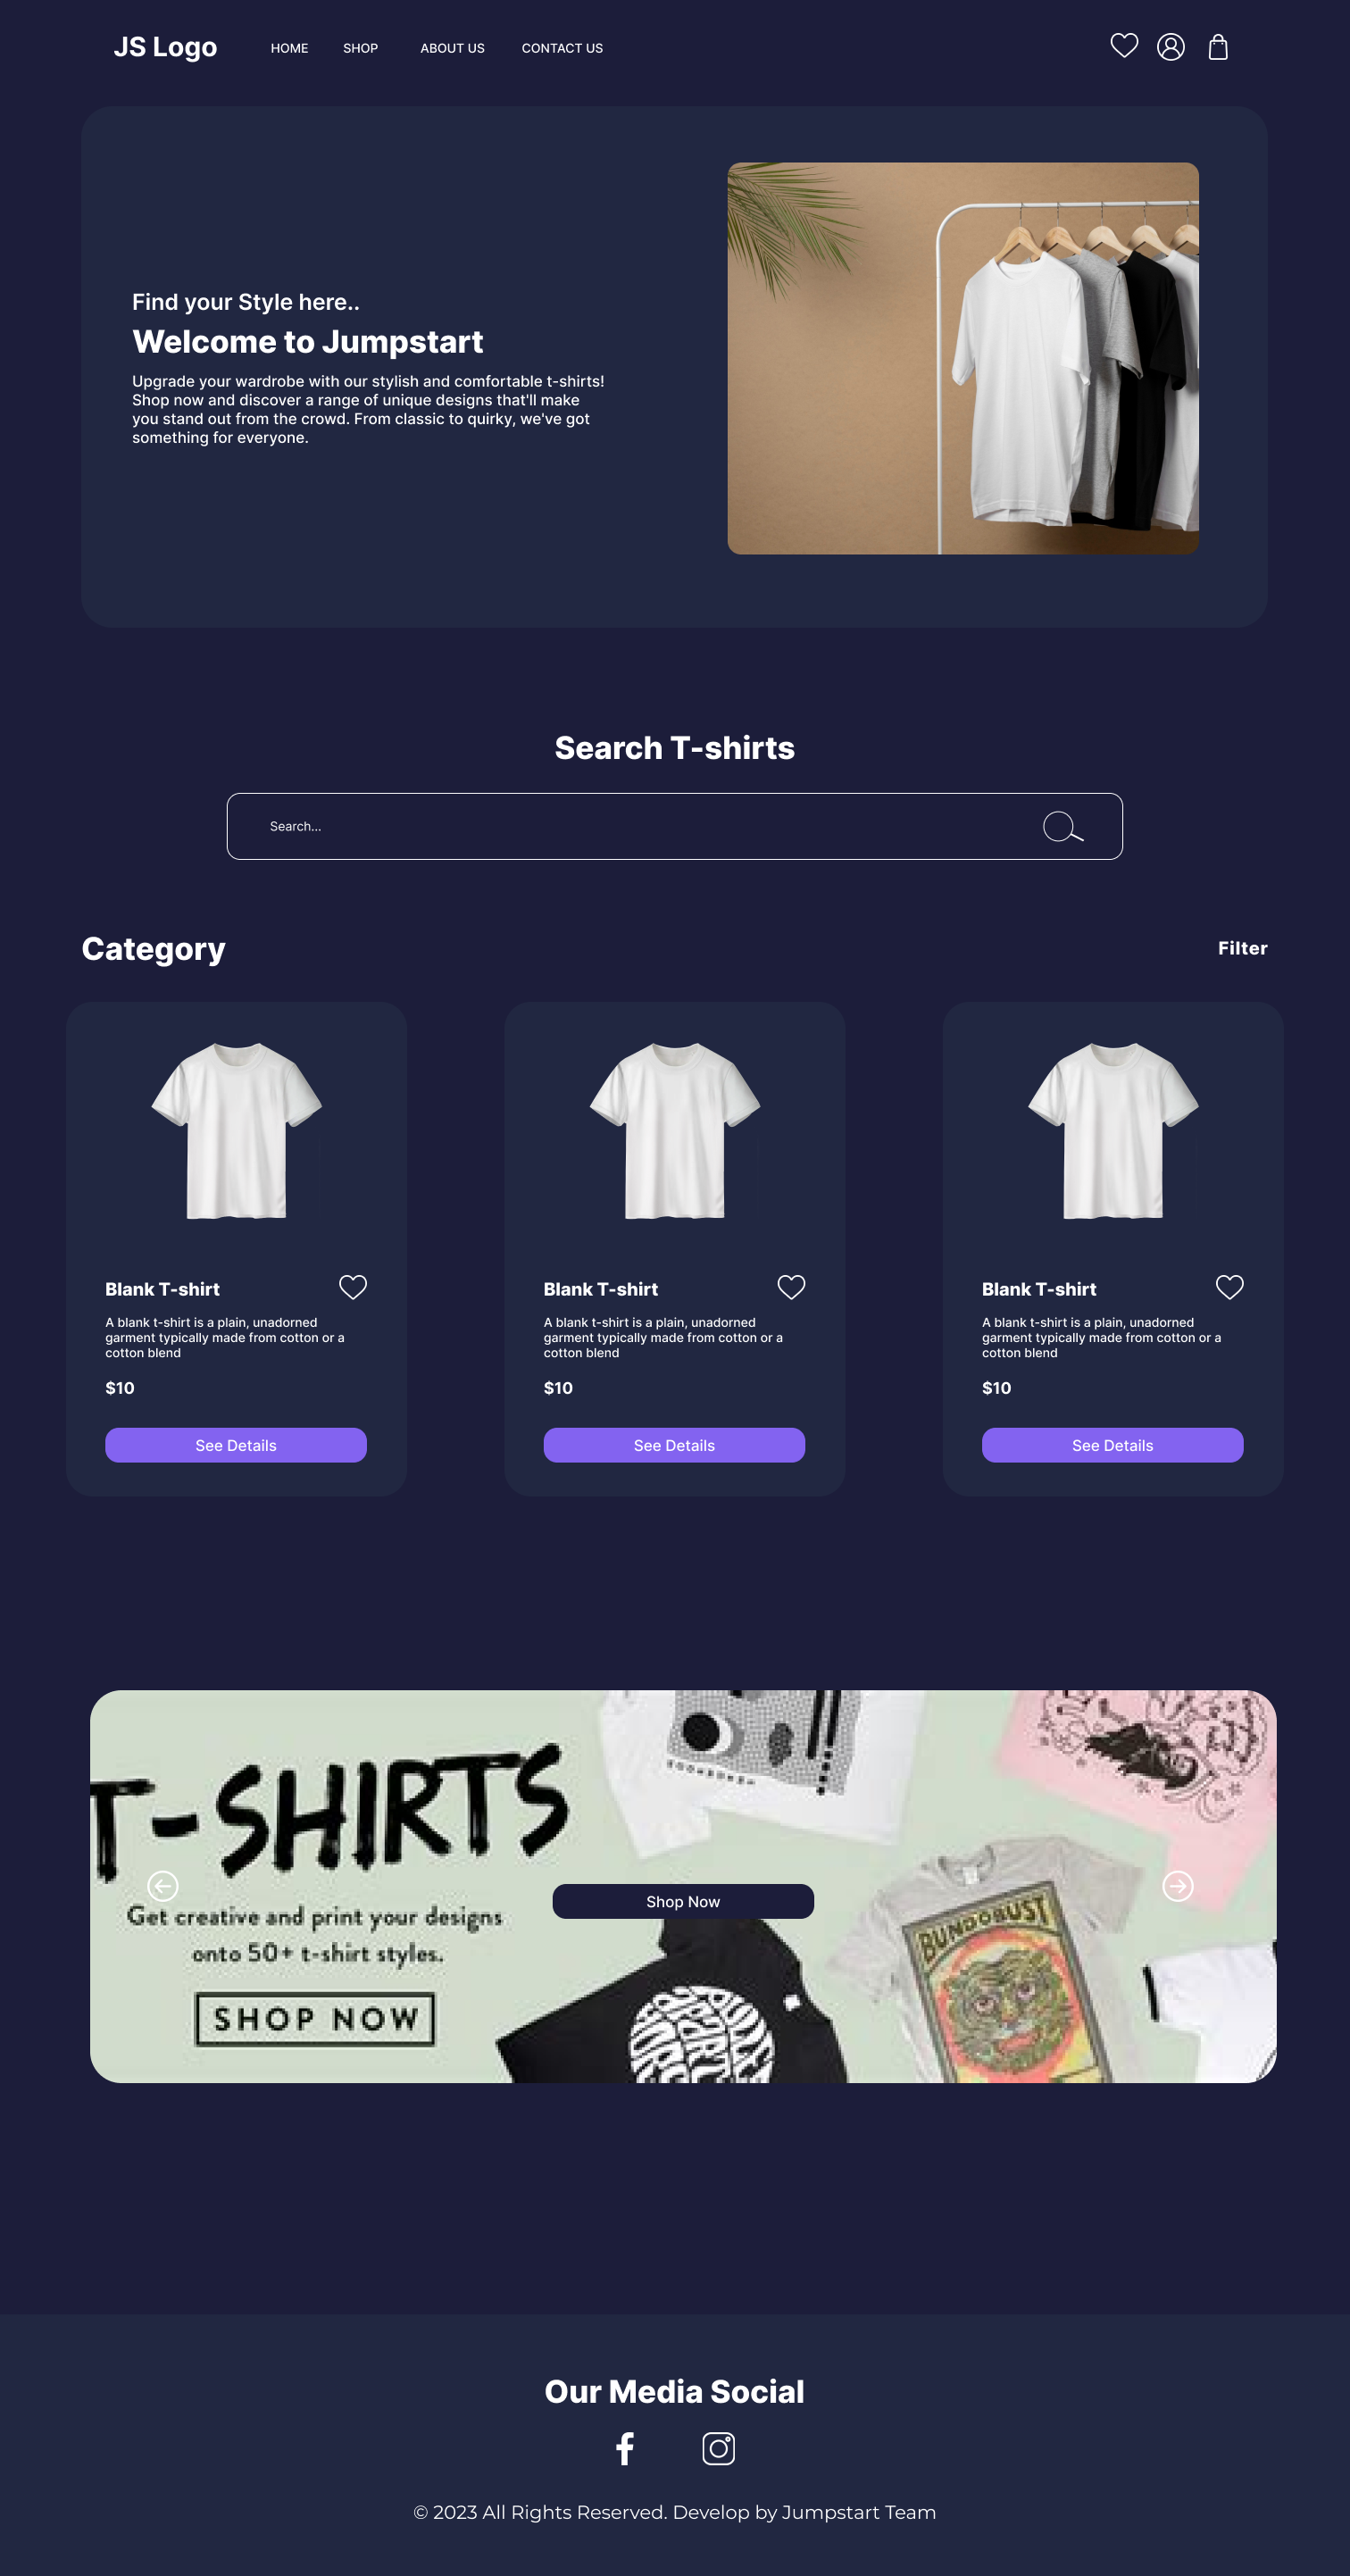 JS Logo
HOME
SHOP
ABOUT US
CONTACT US
Find your Style here..
Welcome to Jumpstart
Upgrade your wardrobe with our stylish and comfortable t-shirts!
Shop now and discover a range of unique designs that'll make
you stand out from the crowd. From classic to quirky, we've got
something for everyone.
Search T-shirts
Search...
Category
Filter
Blank T-shirt
A blank t-shirt is a plain, unadorned
garment typically made from cotton or a
cotton blend
$10
See Details
Blank T-shirt
A blank t-shirt is a plain, unadorned
garment typically made from cotton or a
cotton blend
$10
See Details
Blank T-shirt
A blank t-shirt is a plain, unadorned
garment typically made from cotton or a
cotton blend
$10
See Details
T-SHIRTS
Get creative and print your designs
onto 50+ t-shirt styles.
SHOP NOW
Shop Now
Our Media Social
© 2023 All Rights Reserved. Develop by Jumpstart Team